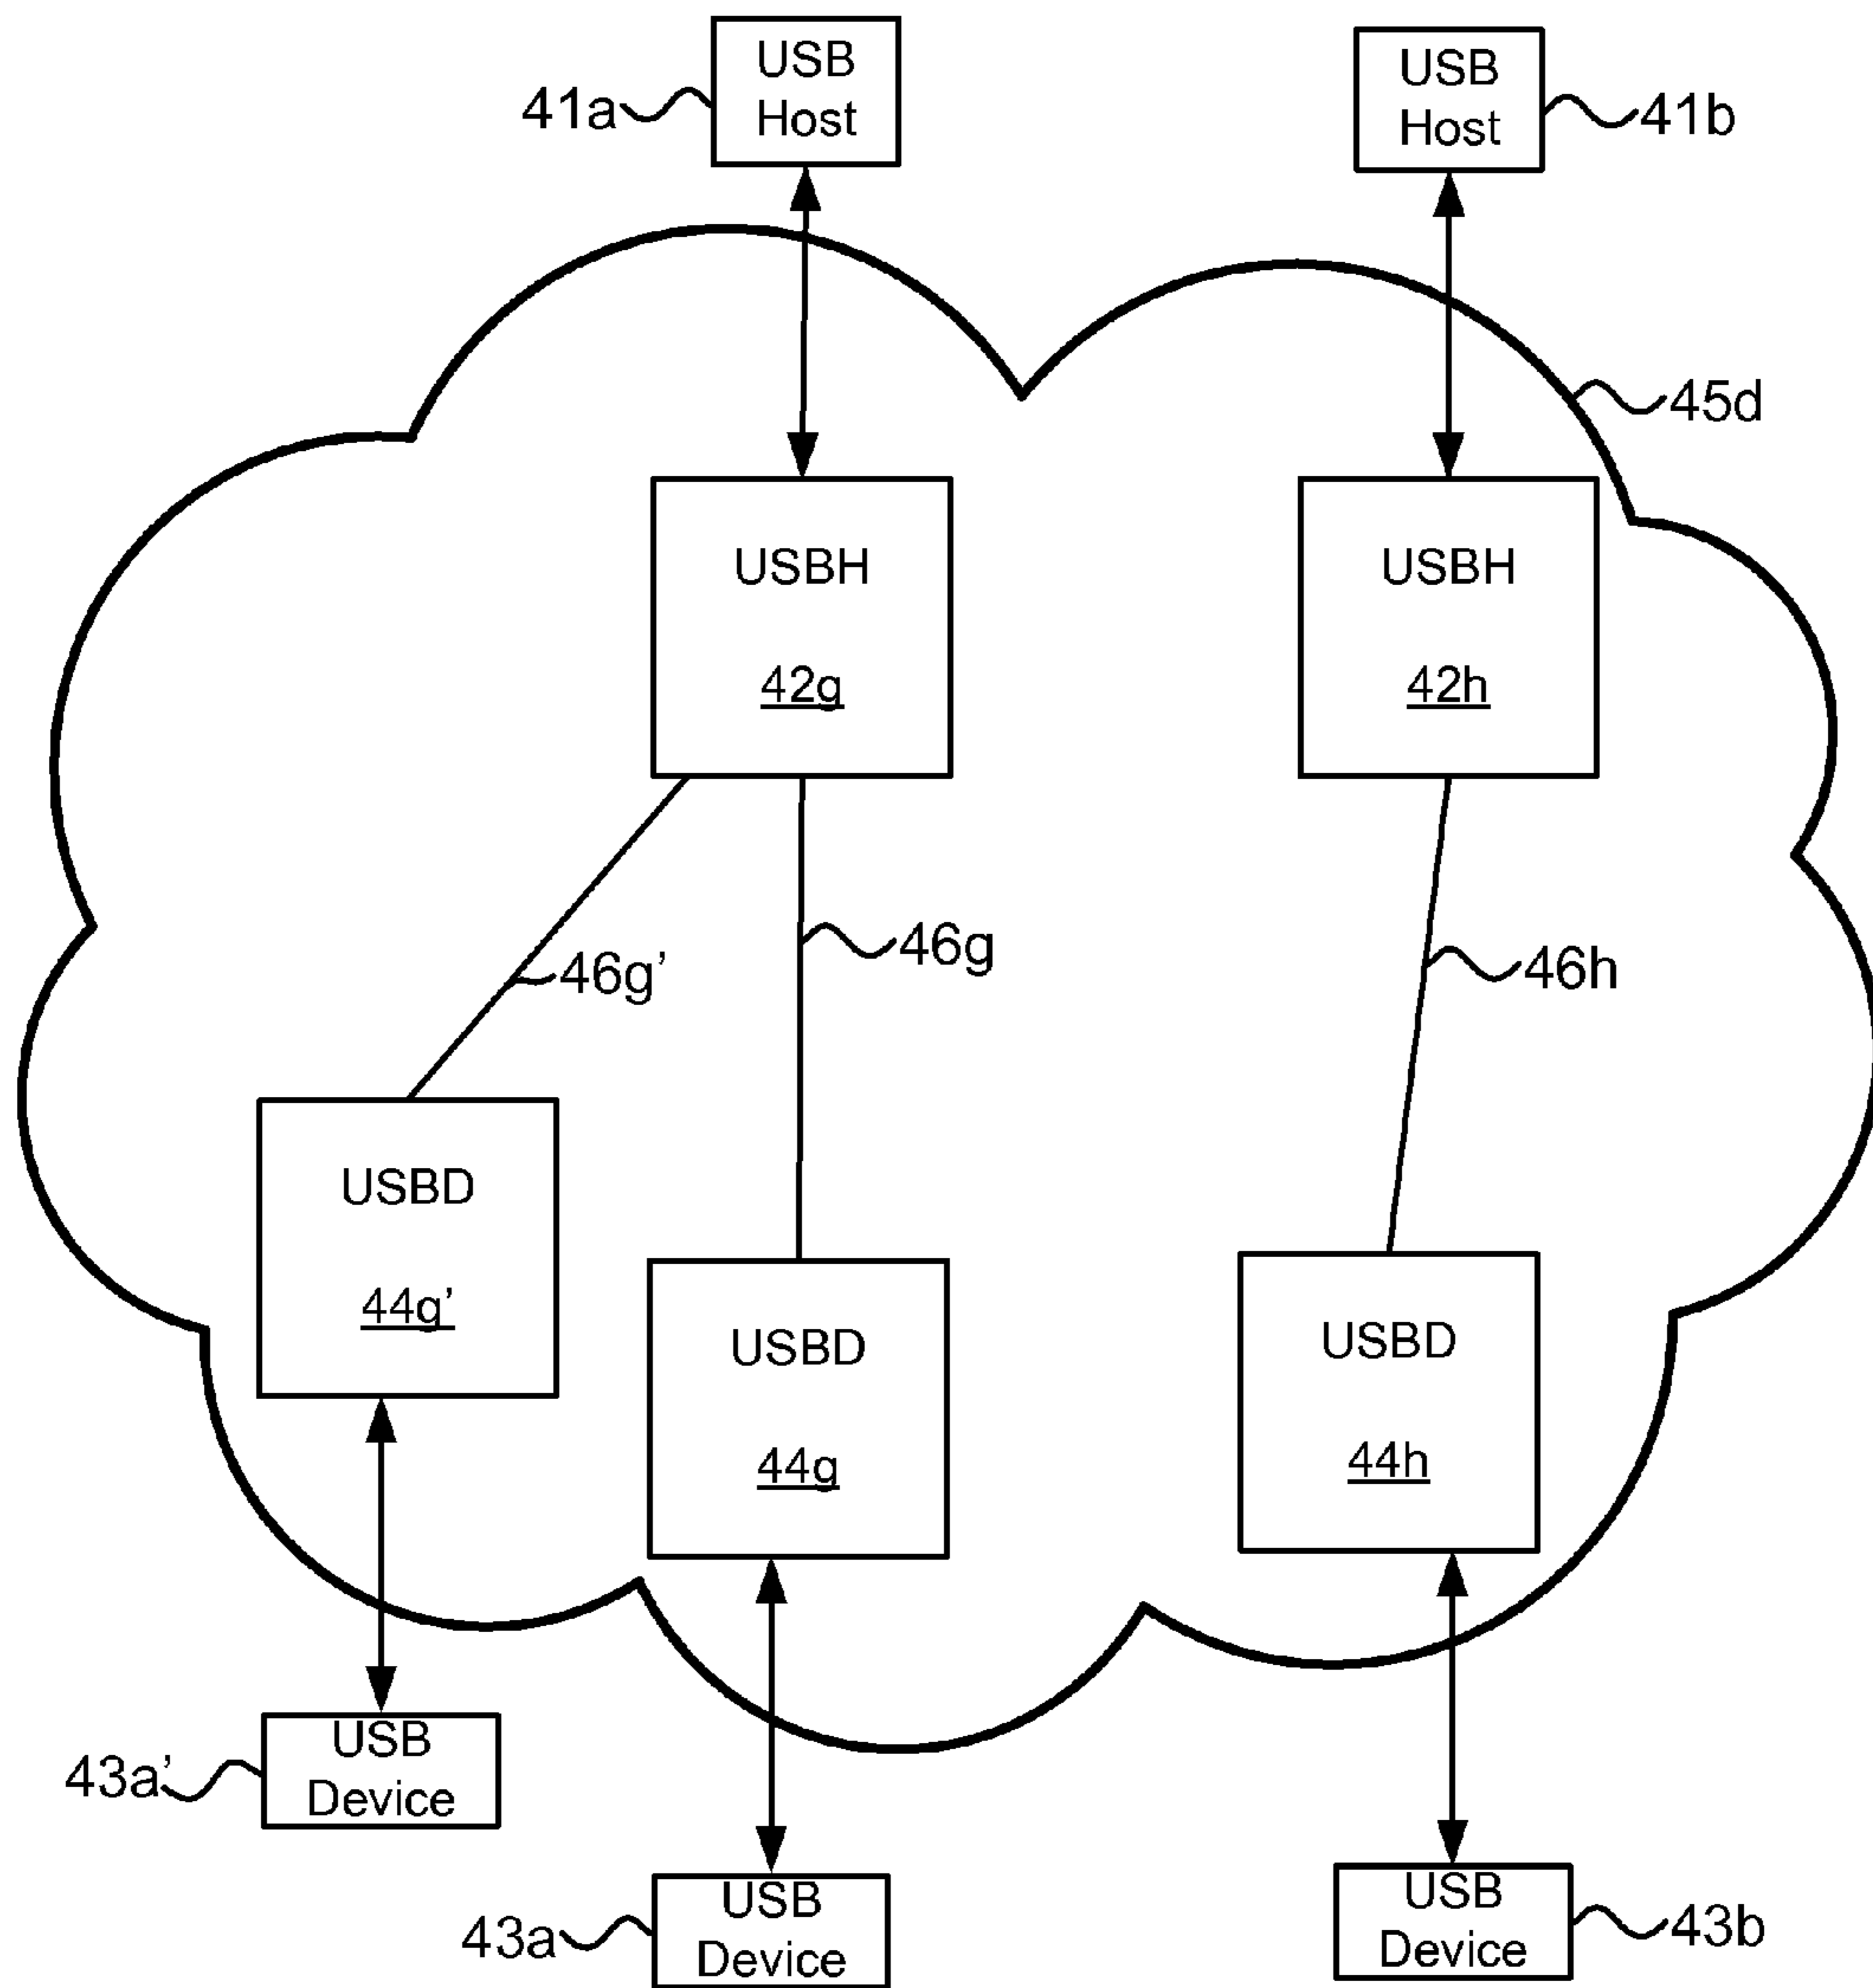 USB
Host
41a
USB
Host
41b
45d
USBH
42g
USBH
42h
46g’
46g
46h
USBD
44g’
USBD
44g
USBD
44h
43a’
USB
Device
43a
USB
Device
USB
Device
43b